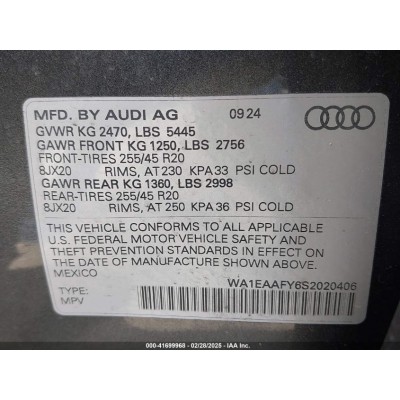 MFD. BY AUDI AG 09 24
GVWR KG 2470, LBS 5445
GAWR FRONT KG 1250, LBS 2756
FRONT-TIRES 255/45 R20
8JX20 RIMS, AT 230 KPA 33 PSI COLD
GAWR REAR KG 1360, LBS 2998
REAR-TIRES 255/45 R20
8JX20 RIMS, AT 250 KPA 36 PSI COLD
THIS VEHICLE CONFORMS TO ALL APPLICABLE
U.S. FEDERAL MOTOR VEHICLE SAFETY AND
THEFT PREVENTION STANDARDS IN EFFECT ON
THE DATE OF MANUFACTURE SHOWN ABOVE.
MEXICO
WA1EAAFY6S2020406
TYPE:
MPV
000-41699968 - 02/28/2025 - IAA Inc.